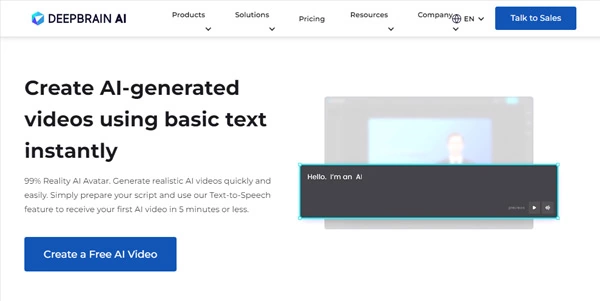 DEEPBRAIN AI
Products
Solutions
Pricing
Resources
Company
EN
Talk to Sales
Create AI-generated
videos using basic text
instantly
99% Reality AI Avatar. Generate realistic AI videos quickly and
easily. Simply prepare your script and use our Text-to-Speech
feature to receive your first AI video in 5 minutes or less.
Hello, I'm an AI
Create a Free AI Video